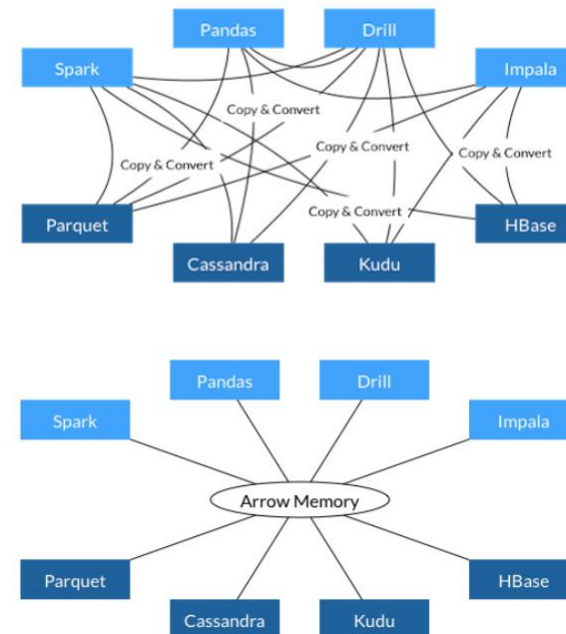 Pandas
Drill
Spark
Impala
Copy & Convert
Copy & Convert
Copy & Convert
Copy & Convert
Copy & Convert
Parquet
HBase
Cassandra
Kudu
Pandas
Drill
Spark
Impala
Arrow Memory
Parquet
HBase
Cassandra
Kudu